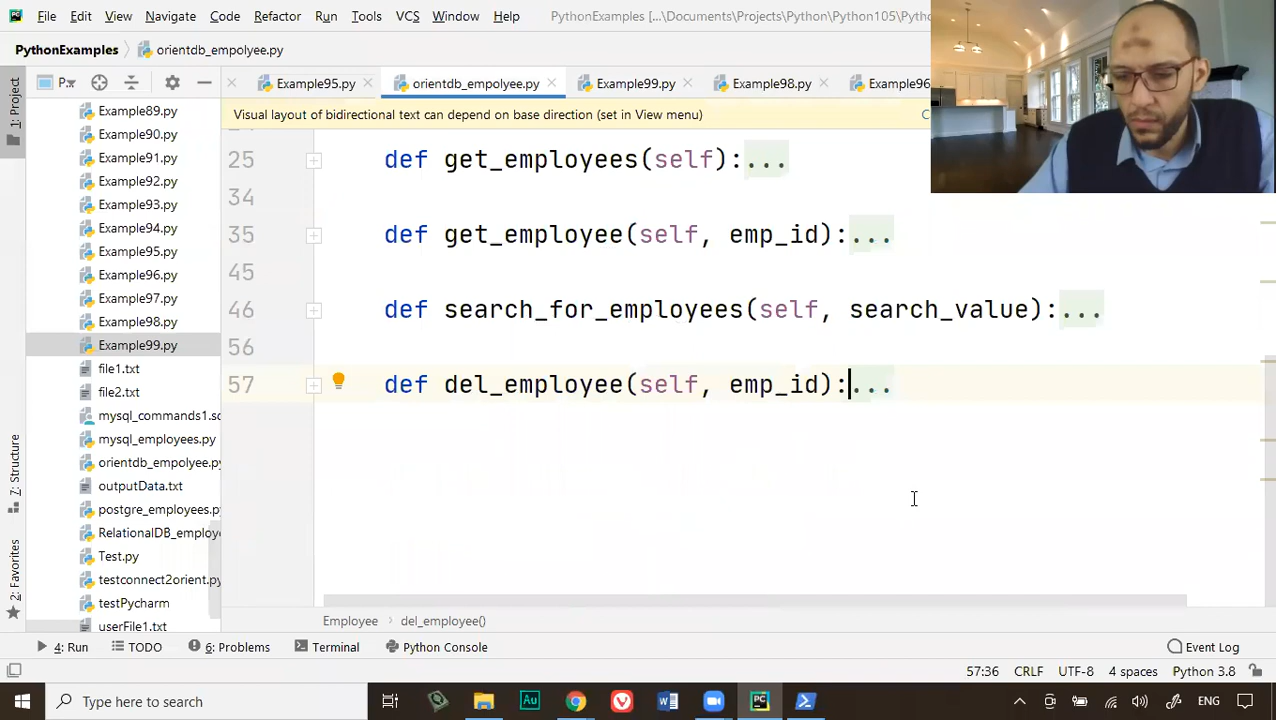 File Edit View Navigate Code Refactor Run Tools VCS Window Help PythonExamples [...\Documents\Projects\Python\Python105\Pytho
PythonExamples orientdb_empolyee.py
1: Project
P
Example95.py orientdb_empolyee.py Example99.py Example98.py Example96
Visual layout of bidirectional text can depend on base direction (set in View menu)
Example89.py
Example90.py
Example91.py
Example92.py
Example93.py
Example94.py
Example95.py
Example96.py
Example97.py
Example98.py
Example99.py
file1.txt
file2.txt
mysql_commands1.sc
mysql_employees.py
orientdb_empolyee.py
outputData.txt
postgre_employees.p
RelationalDB_employ
Test.py
testconnect2orient.py
testPycharm
userFile1.txt
25 def get_employees(self):...
34
35 def get_employee(self, emp_id):...
45
46 def search_for_employees(self, search_value):...
56
57 def del_employee(self, emp_id):...
7: Structure
2: Favorites
Employee del_employee()
4: Run TODO 6: Problems Terminal Python Console Event Log
57:36 CRLF UTF-8 4 spaces Python 3.8
Type here to search ENG